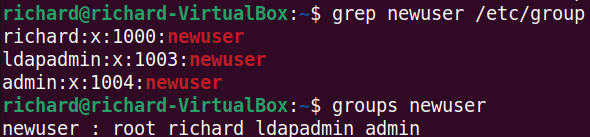 richard@richard-VirtualBox:~$ grep newuser /etc/group
richard:x:1000:newuser
ldapadmin:x:1003:newuser
admin:x:1004:newuser
richard@richard-VirtualBox:~$ groups newuser
newuser : root richard ldapadmin admin